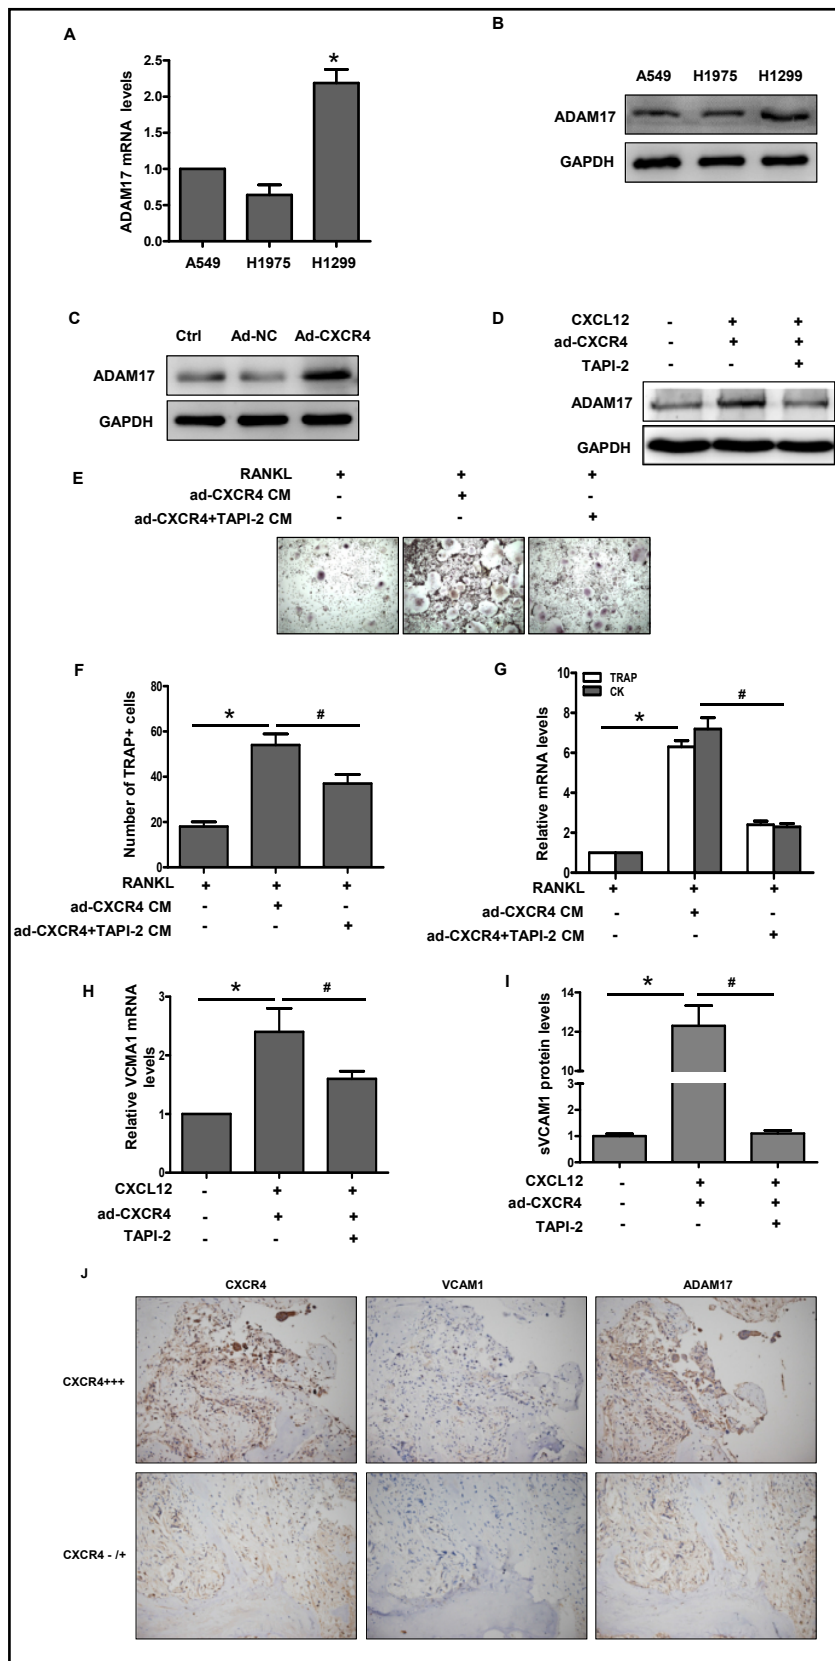 A
ADAM17 mRNA levels
2.5
2.0
1.0
0.5
0.0
*
A549 H1975 H1299
B
A549 H1975 H1299
ADAM17
GAPDH
C
Ctrl Ad-NC Ad-CXCR4
ADAM17
GAPDH
D
CXCL12 - + +
ad-CXCR4 - + +
TAPI-2 - - +
ADAM17
GAPDH
E
RANKL + + +
ad-CXCR4 CM - + -
ad-CXCR4+TAPI-2 CM - - +
F
Number of TRAP+ cells
80
60
40
20
0
* #
RANKL + + +
ad-CXCR4 CM - + -
ad-CXCR4+TAPI-2 CM - - +
G
Relative mRNA levels
10
8
6
4
2
0
TRAP
CK
* #
RANKL + + +
ad-CXCR4 CM - + -
ad-CXCR4+TAPI-2 CM - - +
H
Relative VCMA1 mRNA
levels
3
2
1
0
* #
CXCL12 - + +
ad-CXCR4 - + +
TAPI-2 - - +
I
sVCAM1 protein levels
14
12
10
3
2
1
0
* #
CXCL12 - + +
ad-CXCR4 - + +
TAPI-2 - - +
J
CXCR4 VCAM1 ADAM17
CXCR4+++
CXCR4 - /+